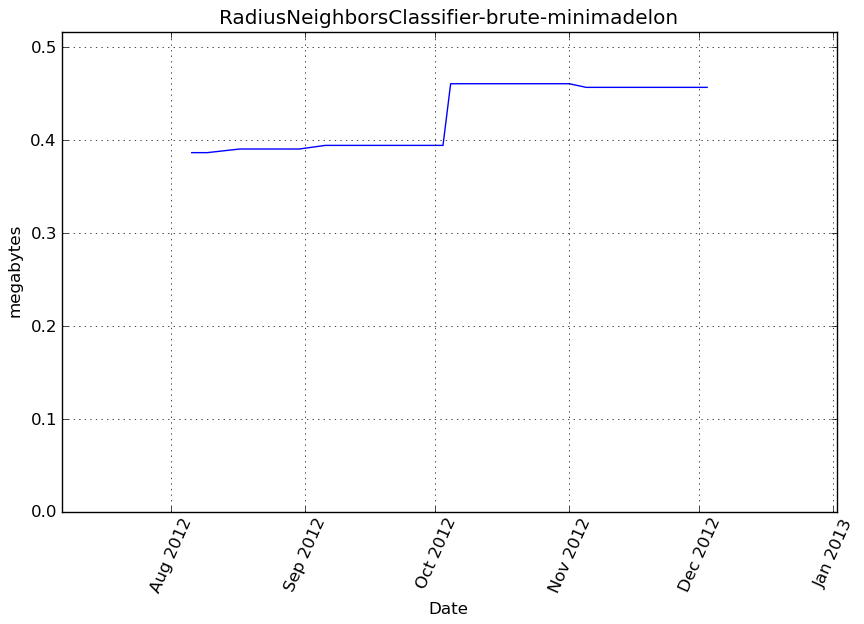 RadiusNeighborsClassifier-brute-minimadelon
0.5
0.4
0.3
0.2
0.1
0.0
megabytes
Aug 2012
Sep 2012
Oct 2012
Nov 2012
Dec 2012
Jan 2013
Date